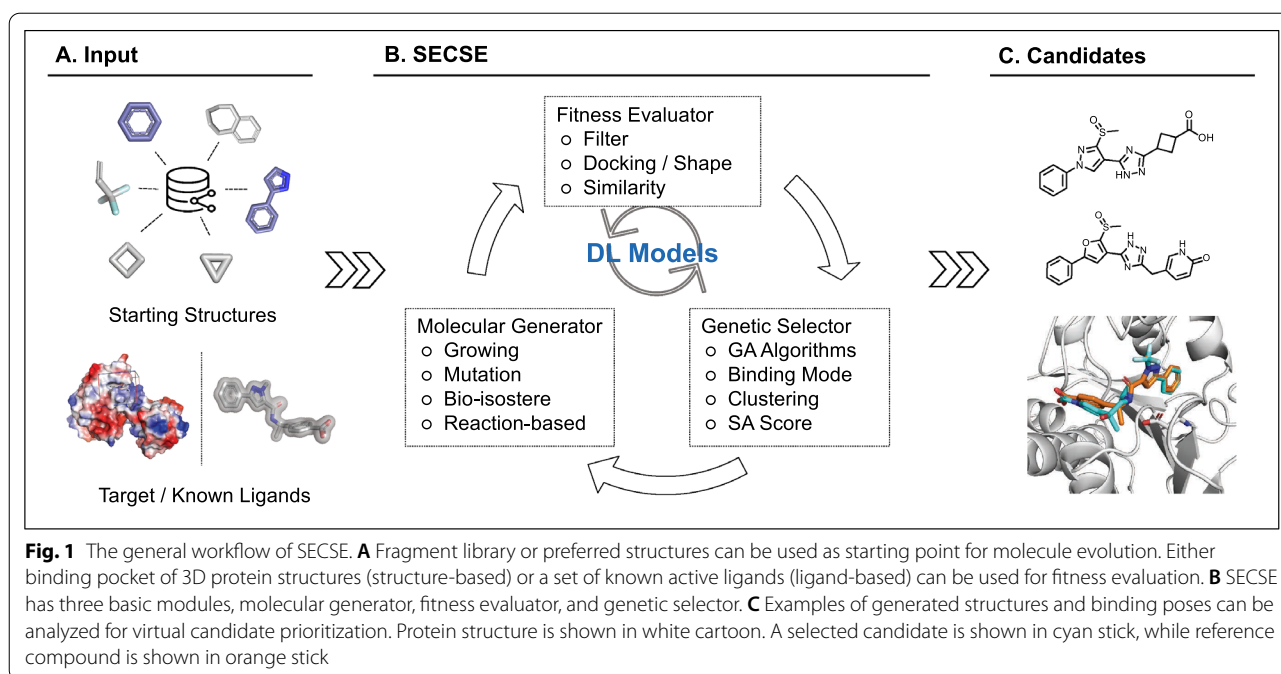 A. Input
B. SECSE
C. Candidates
Starting Structures
Target / Known Ligands
Fitness Evaluator
Filter
Docking / Shape
Similarity
DL Models
Molecular Generator
Growing
Mutation
Bio-isostere
Reaction-based
Genetic Selector
GA Algorithms
Binding Mode
Clustering
SA Score
O
S
N
N
HN
N
N
O
OH
O
S
O
H
N
N
N
H
N
O
Fig. 1 The general workflow of SECSE. A Fragment library or preferred structures can be used as starting point for molecule evolution. Either
binding pocket of 3D protein structures (structure-based) or a set of known active ligands (ligand-based) can be used for fitness evaluation. B SECSE
has three basic modules, molecular generator, fitness evaluator, and genetic selector. C Examples of generated structures and binding poses can be
analyzed for virtual candidate prioritization. Protein structure is shown in white cartoon. A selected candidate is shown in cyan stick, while reference
compound is shown in orange stick